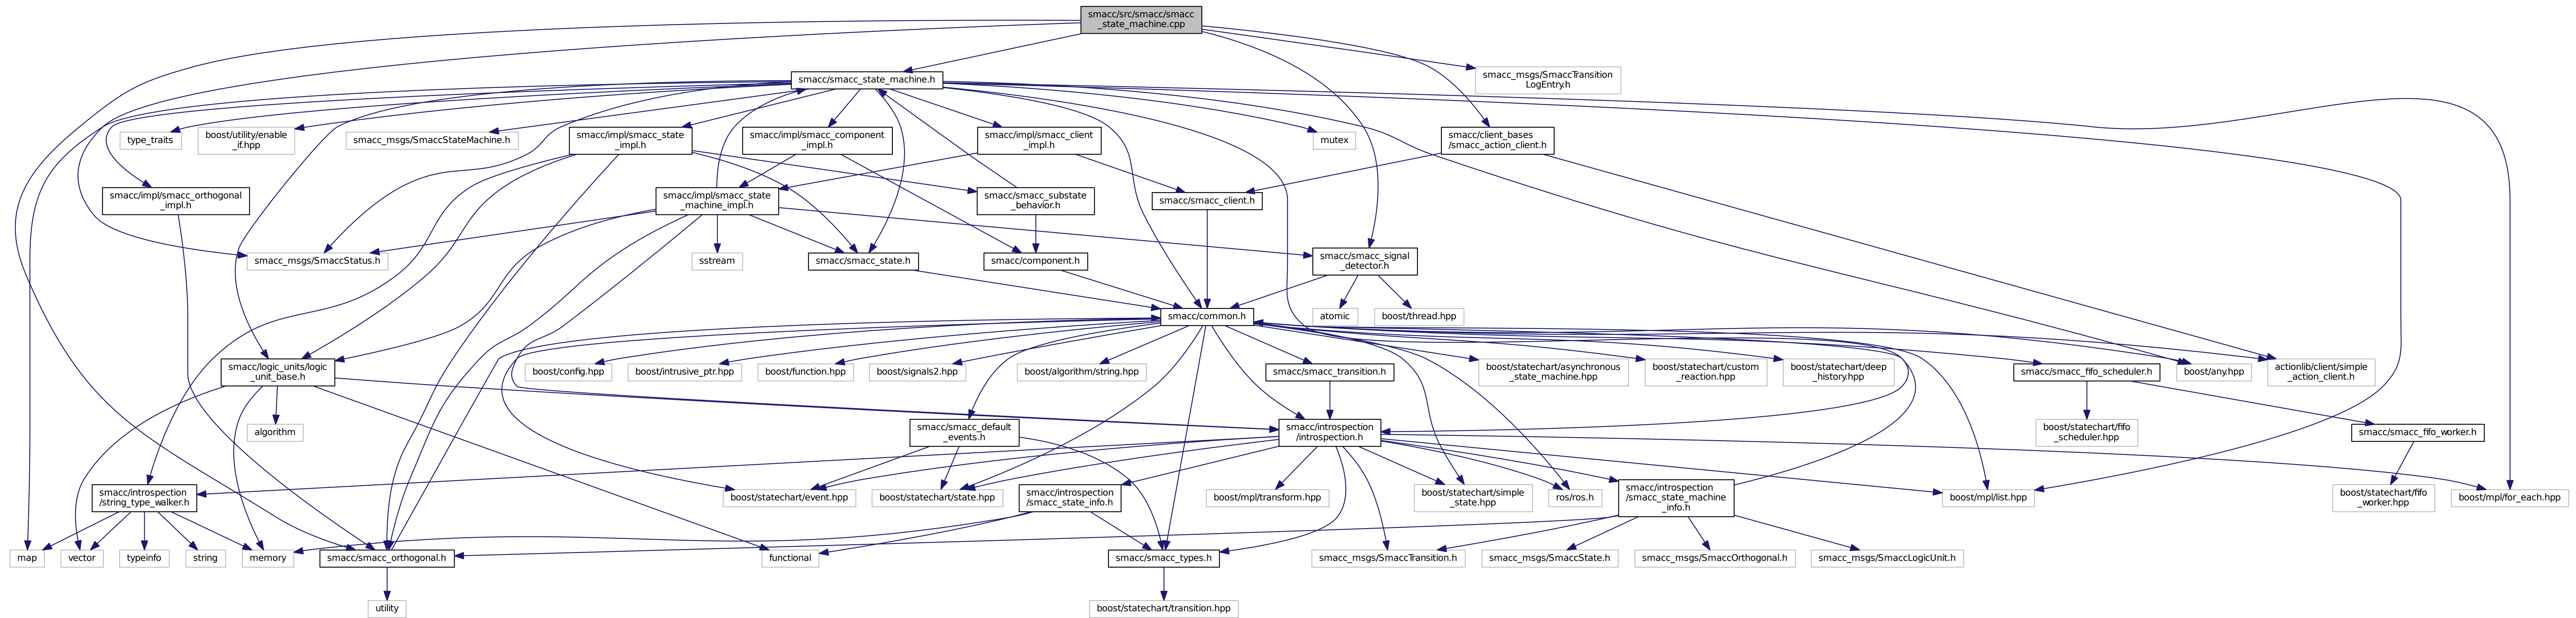 smacc/src/smacc/smacc
_state_machine.cpp
smacc/smacc_state_machine.h
smacc_msgs/SmaccTransition
LogEntry.h
type_traits
boost/utility/enable
_if.hpp
smacc_msgs/SmaccStateMachine.h
smacc/impl/smacc_state
_impl.h
smacc/impl/smacc_component
_impl.h
smacc/impl/smacc_client
_impl.h
mutex
smacc/client_bases
/smacc_action_client.h
smacc/impl/smacc_orthogonal
_impl.h
smacc/impl/smacc_state
_machine_impl.h
smacc/smacc_substate
_behavior.h
smacc/smacc_client.h
smacc_msgs/SmaccStatus.h
sstream
smacc/smacc_state.h
smacc/component.h
smacc/smacc_signal
_detector.h
smacc/common.h
atomic
boost/thread.hpp
smacc/logic_units/logic
_unit_base.h
boost/config.hpp
boost/intrusive_ptr.hpp
boost/function.hpp
boost/signals2.hpp
boost/algorithm/string.hpp
smacc/smacc_transition.h
boost/statechart/asynchronous
_state_machine.hpp
boost/statechart/custom
_reaction.hpp
boost/statechart/deep
_history.hpp
smacc/smacc_fifo_scheduler.h
boost/any.hpp
actionlib/client/simple
_action_client.h
algorithm
smacc/smacc_default
_events.h
smacc/introspection
/introspection.h
boost/statechart/fifo
_scheduler.hpp
smacc/smacc_fifo_worker.h
smacc/introspection
/string_type_walker.h
boost/statechart/event.hpp
boost/statechart/state.hpp
smacc/introspection
/smacc_state_info.h
boost/mpl/transform.hpp
boost/statechart/simple
_state.hpp
ros/ros.h
smacc/introspection
/smacc_state_machine
_info.h
boost/mpl/list.hpp
boost/statechart/fifo
_worker.hpp
boost/mpl/for_each.hpp
map
vector
typeinfo
string
memory
smacc/smacc_orthogonal.h
functional
smacc/smacc_types.h
smacc_msgs/SmaccTransition.h
smacc_msgs/SmaccState.h
smacc_msgs/SmaccOrthogonal.h
smacc_msgs/SmaccLogicUnit.h
utility
boost/statechart/transition.hpp